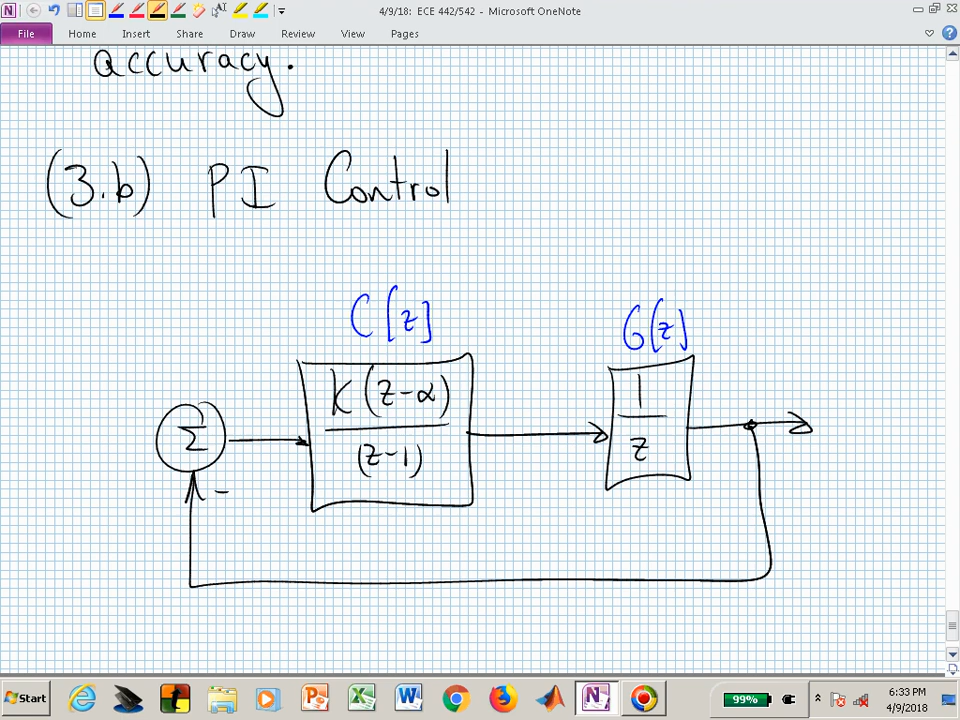 4/9/18: ECE 442/542 - Microsoft OneNote
File Home Insert Share Draw Review View Pages
accuracy.
(3.b) PI Control
C[z]
G[z]
K(z-α)
(z-1)
1
z
Σ
-
Start
99%
6:33 PM
4/9/2018